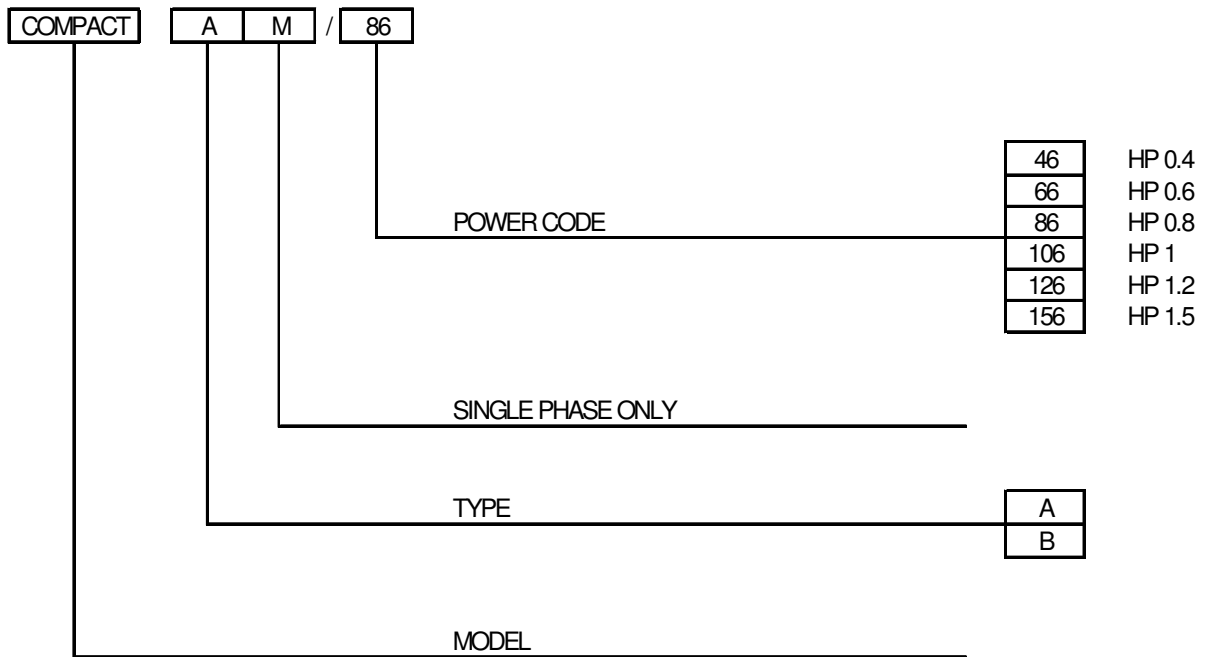 COMPACT A M / 86
46 HP 0.4
66 HP 0.6
POWER CODE 86 HP 0.8
106 HP 1
126 HP 1.2
156 HP 1.5
SINGLE PHASE ONLY
TYPE A
B
MODEL